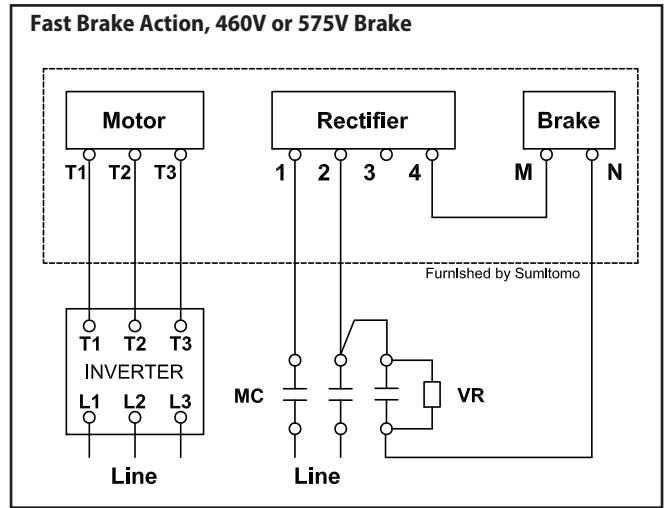 Fast Brake Action, 460V or 575V Brake
Motor Rectifier Brake
T1 T2 T3 1 2 3 4 M N
Furnished by Sumitomo
T1 T2 T3
INVERTER
L1 L2 L3
MC VR
Line Line